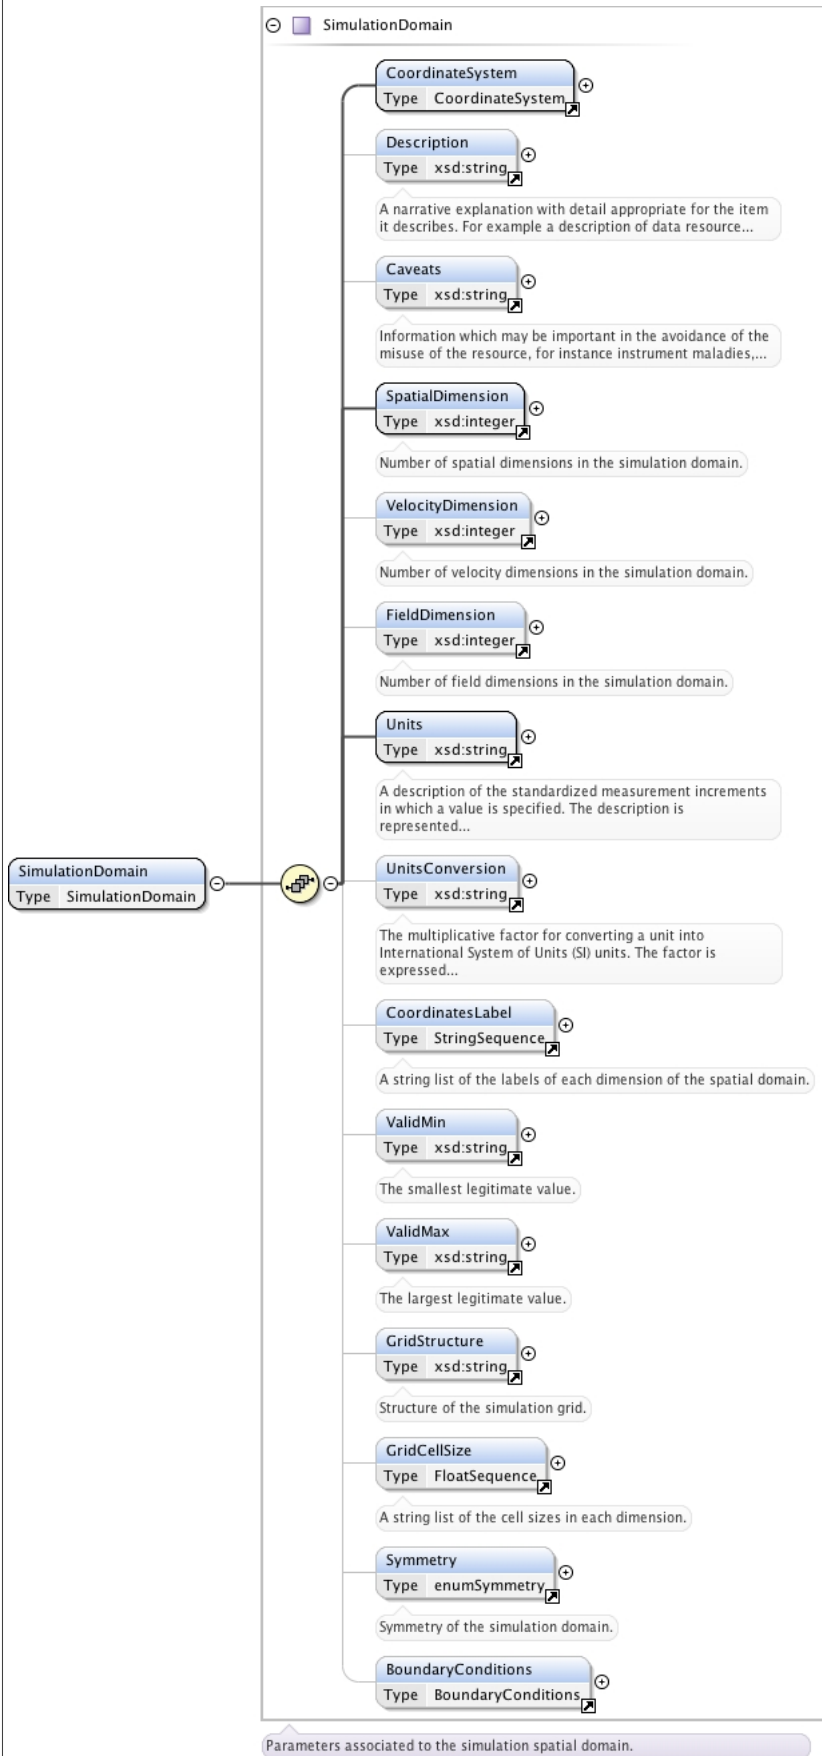 SimulationDomain
CoordinateSystem
Type CoordinateSystem
Description
Type xsd:string
A narrative explanation with detail appropriate for the item
it describes. For example a description of data resource...
Caveats
Type xsd:string
Information which may be important in the avoidance of the
misuse of the resource, for instance instrument maladies,...
SpatialDimension
Type xsd:integer
Number of spatial dimensions in the simulation domain.
VelocityDimension
Type xsd:integer
Number of velocity dimensions in the simulation domain.
FieldDimension
Type xsd:integer
Number of field dimensions in the simulation domain.
Units
Type xsd:string
A description of the standardized measurement increments
in which a value is specified. The description is
represented...
SimulationDomain
Type SimulationDomain
UnitsConversion
Type xsd:string
The multiplicative factor for converting a unit into
International System of Units (SI) units. The factor is
expressed...
CoordinatesLabel
Type StringSequence
A string list of the labels of each dimension of the spatial domain.
ValidMin
Type xsd:string
The smallest legitimate value.
ValidMax
Type xsd:string
The largest legitimate value.
GridStructure
Type xsd:string
Structure of the simulation grid.
GridCellSize
Type FloatSequence
A string list of the cell sizes in each dimension.
Symmetry
Type enumSymmetry
Symmetry of the simulation domain.
BoundaryConditions
Type BoundaryConditions
Parameters associated to the simulation spatial domain.